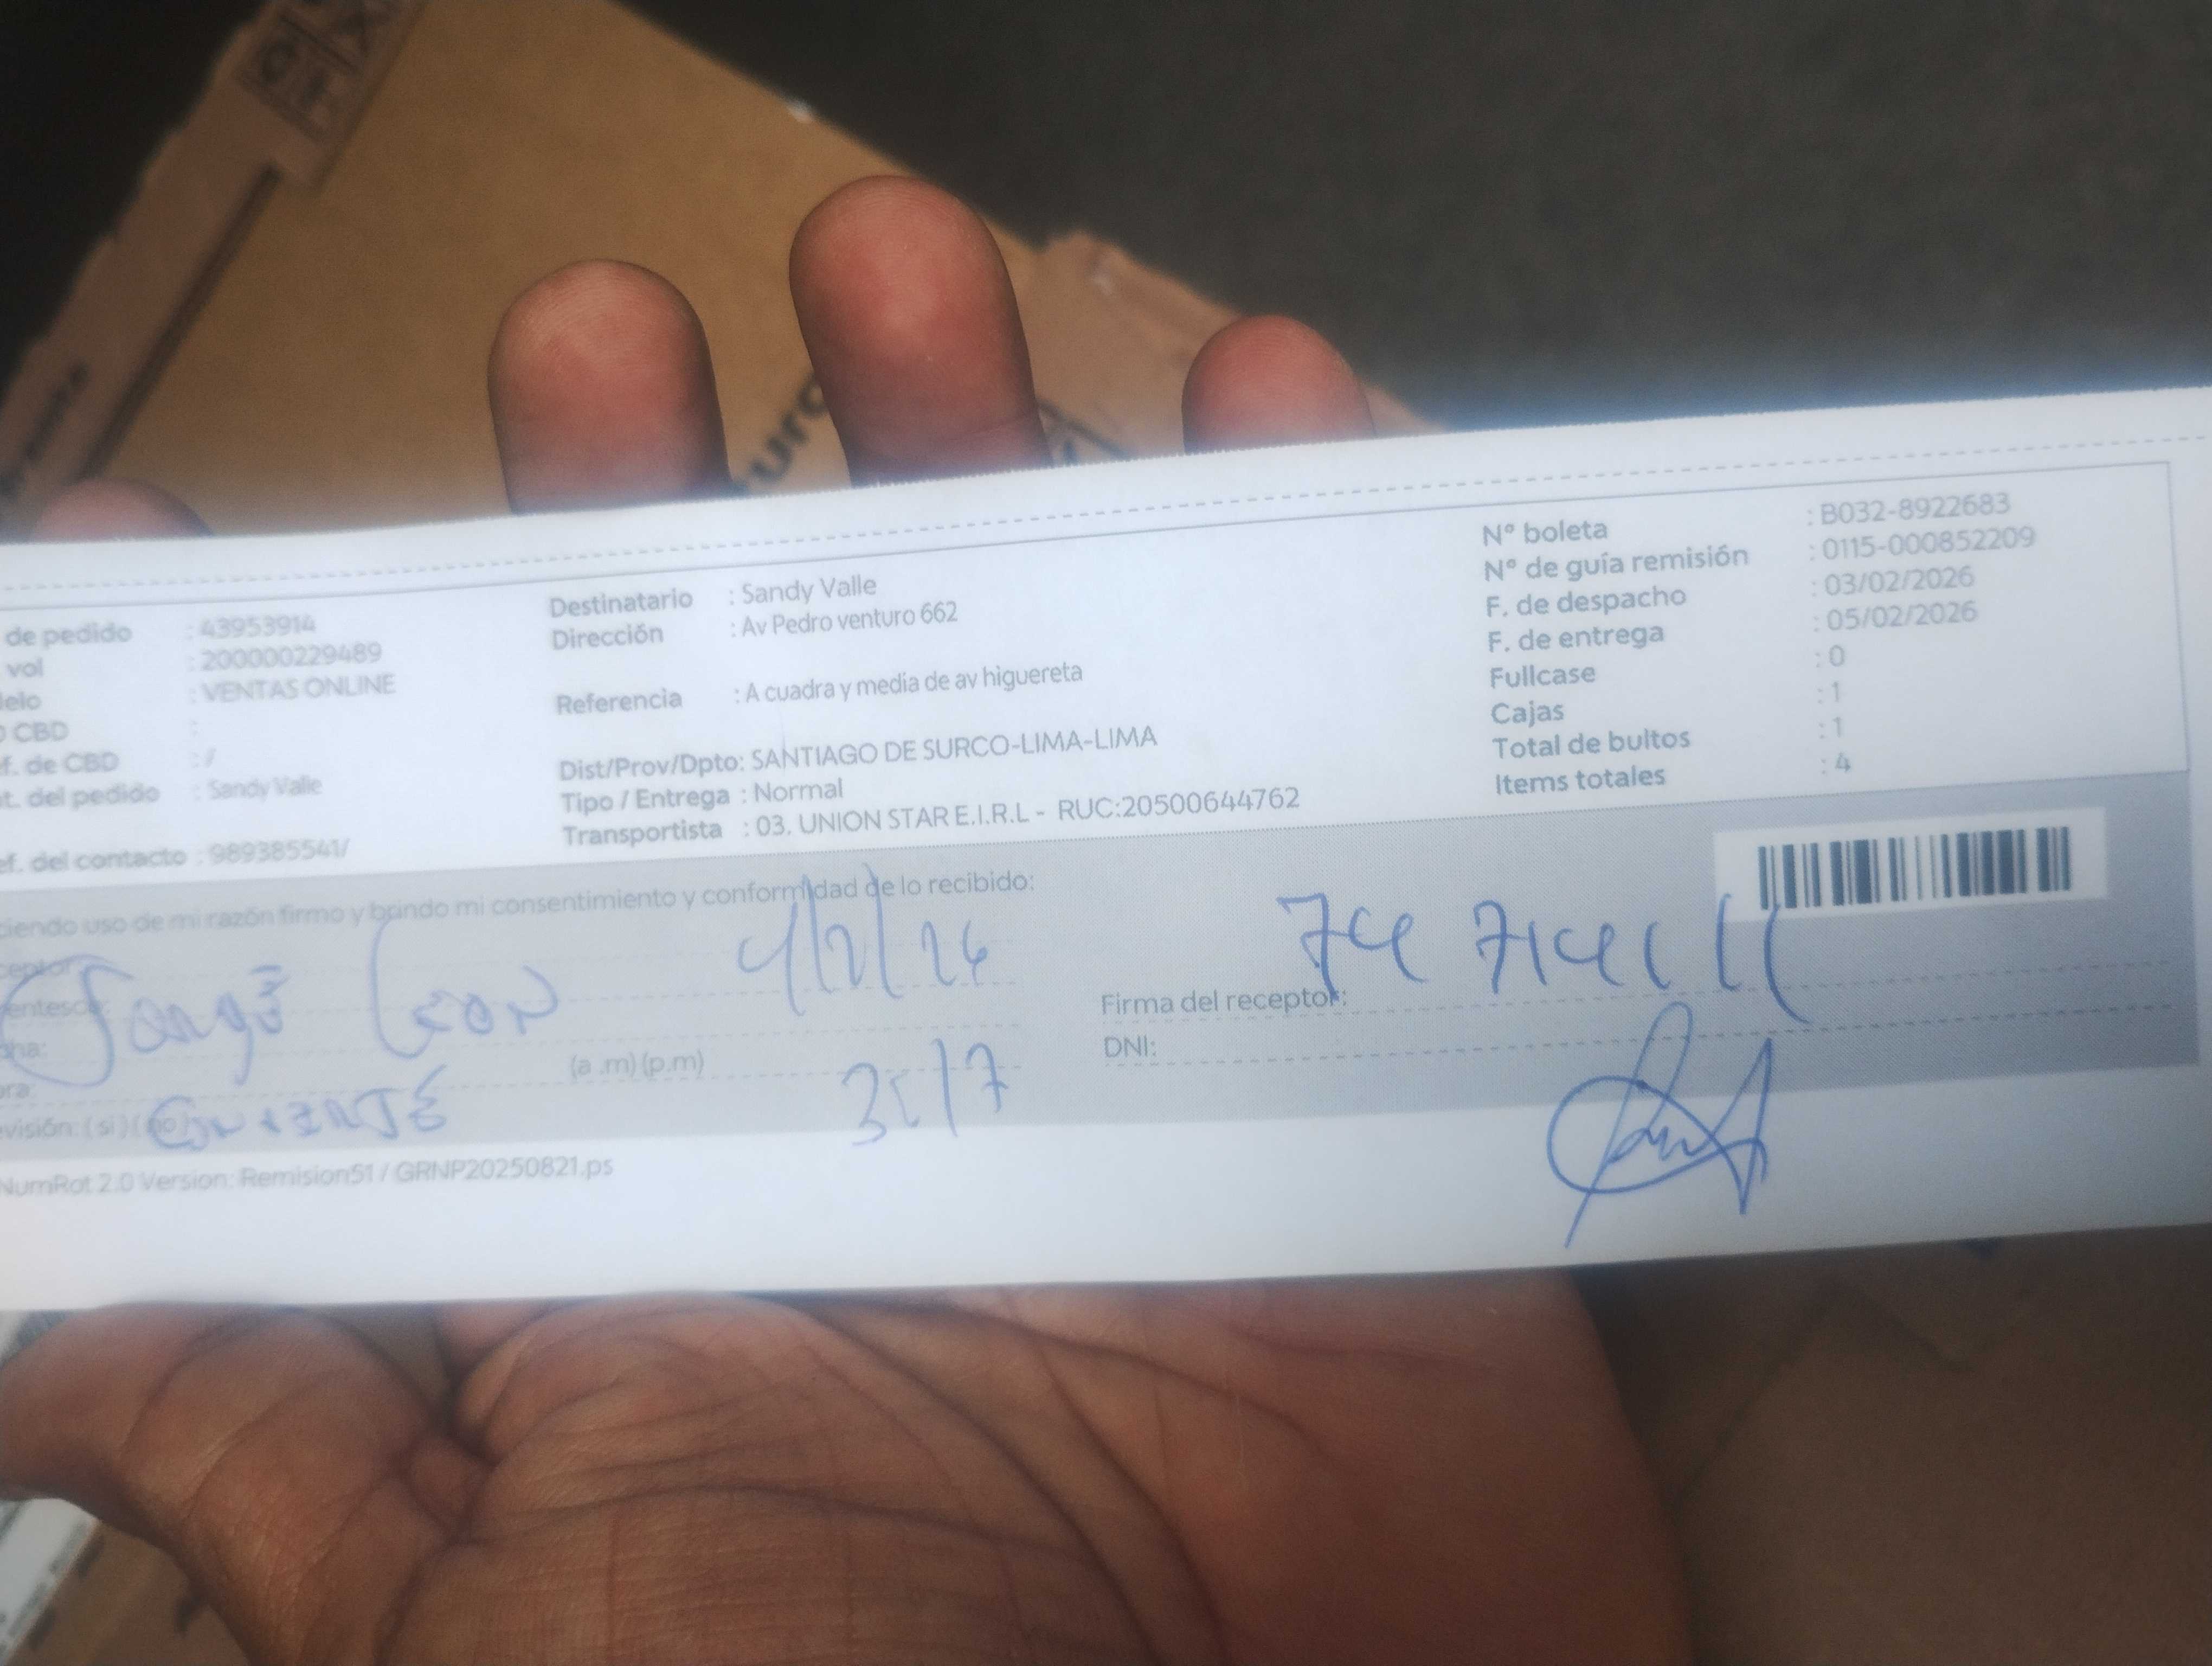 de pedido : 43953914
vol : 200000229489
: VENTAS ONLINE
CBD :
f. de CBD : /
t. del pedido : Sandy Valle
ef. del contacto : 989385541/
Destinatario : Sandy Valle
Dirección : Av Pedro venturo 662
Referencia : A cuadra y media de av higuereta
Dist/Prov/Dpto: SANTIAGO DE SURCO-LIMA-LIMA
Tipo / Entrega : Normal
Transportista : 03. UNION STAR E.I.R.L - RUC:20500644762
Nº boleta : B032-8922683
Nº de guía remisión : 0115-000852209
F. de despacho : 03/02/2026
F. de entrega : 05/02/2026
Fullcase : 0
Cajas : 1
Total de bultos : 1
Items totales : 4
ciendo uso de mi razón firmo y brindo mi consentimiento y conformidad de lo recibido:
4/2/26
Firma del receptor:
(a .m) (p.m)
DNI:
visión: ( si ) ( no )
NumRot 2.0 Version: Remision51 / GRNP20250821.ps